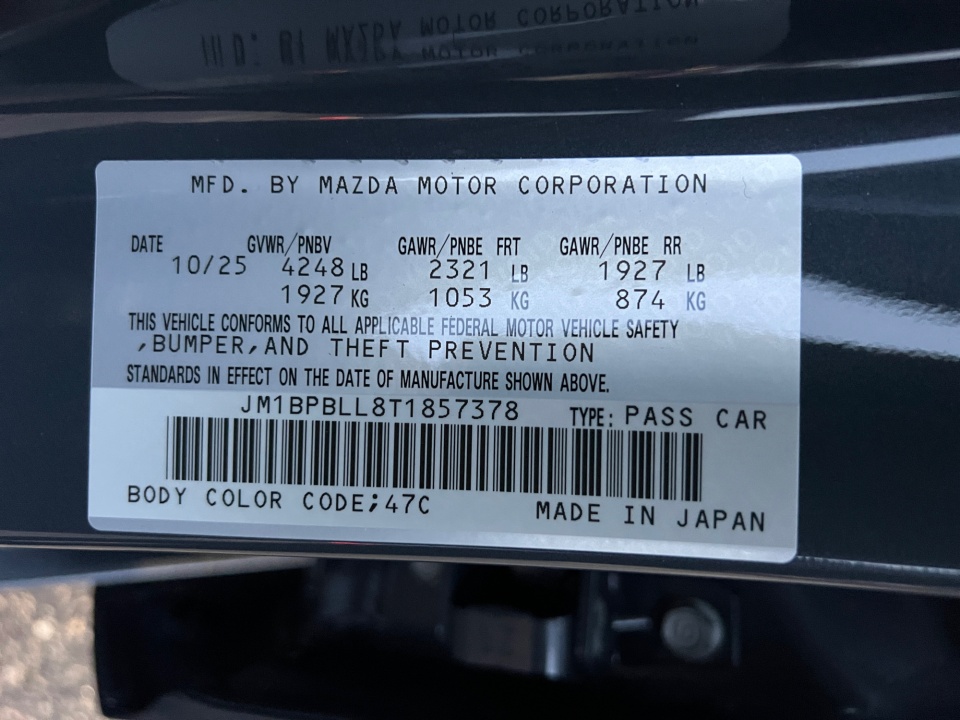 MFD. BY MAZDA MOTOR CORPORATION
DATE GVWR/PNBV GAWR/PNBE FRT GAWR/PNBE RR
10/25 4248 LB 2321 LB 1927 LB
1927 KG 1053 KG 874 KG
THIS VEHICLE CONFORMS TO ALL APPLICABLE FEDERAL MOTOR VEHICLE SAFETY
,BUMPER,AND THEFT PREVENTION
STANDARDS IN EFFECT ON THE DATE OF MANUFACTURE SHOWN ABOVE.
JM1BPBLL8T1857378 TYPE: PASS CAR
BODY COLOR CODE;47C MADE IN JAPAN